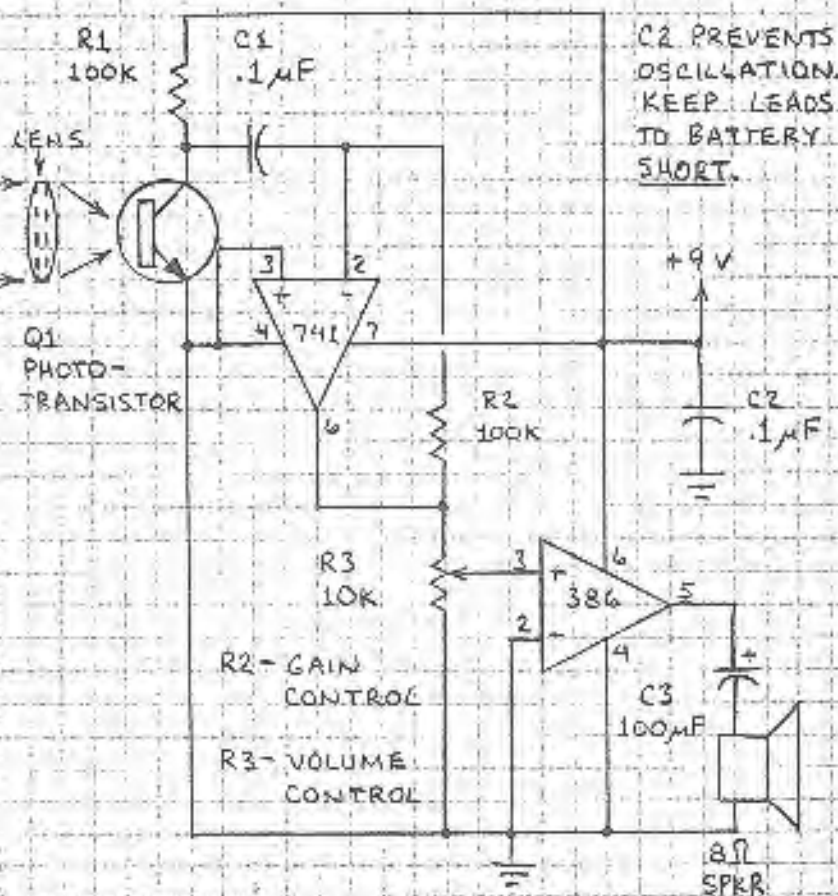 R1
100K
C1
.1µF
C2 PREVENTS
OSCILLATION.
KEEP LEADS
TO BATTERY
SHORT.
LENS
Q1
PHOTO-
TRANSISTOR
3
2
+
-
4
741
7
6
+9V
C2
.1µF
R2
100K
R3
10K
3
6
+
386
5
2
-
4
+
C3
100µF
R2- GAIN
CONTROL
R3- VOLUME
CONTROL
8Ω
SPKR